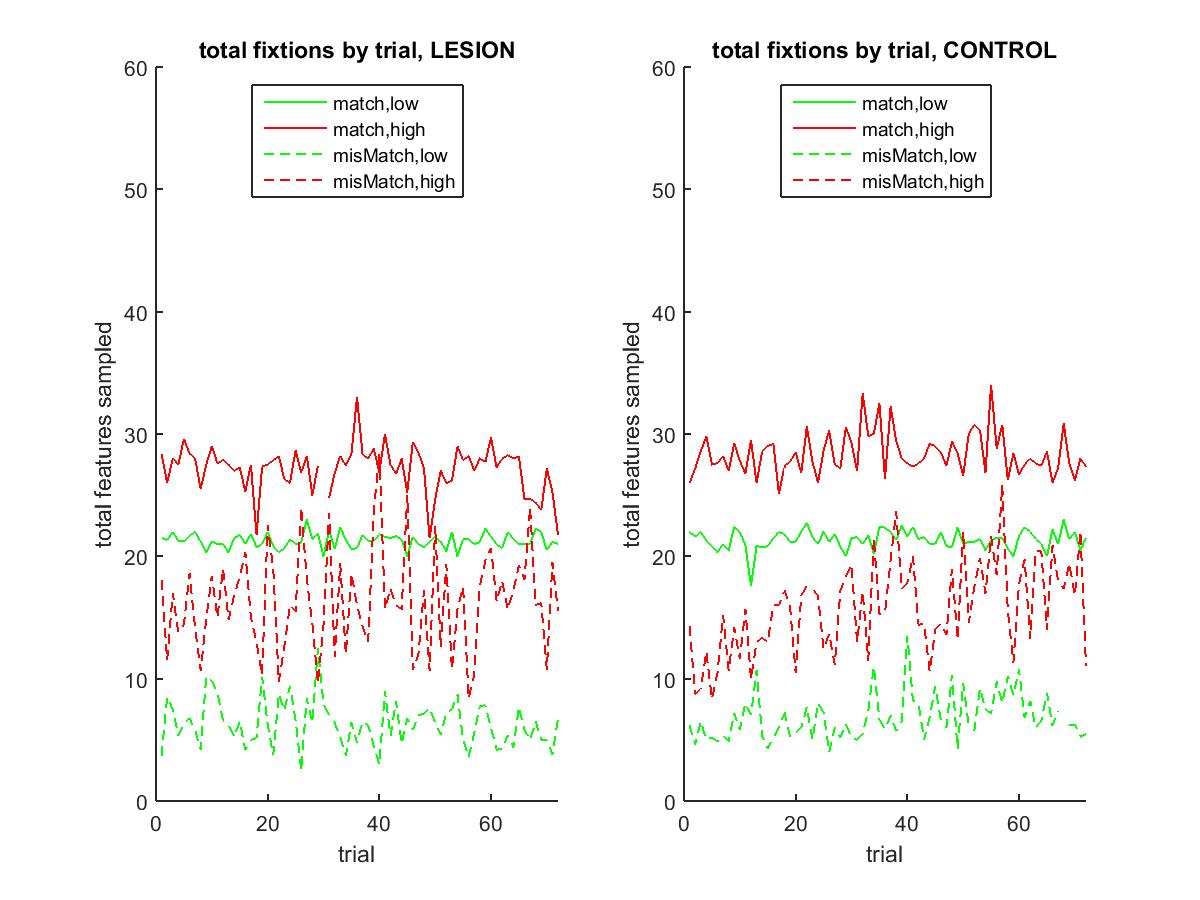 total fixtions by trial, LESION
60
50
40
30
20
10
0
total features sampled
match,low
match,high
misMatch,low
misMatch,high
0 20 40 60
trial
total fixtions by trial, CONTROL
60
50
40
30
20
10
0
total features sampled
match,low
match,high
misMatch,low
misMatch,high
0 20 40 60
trial